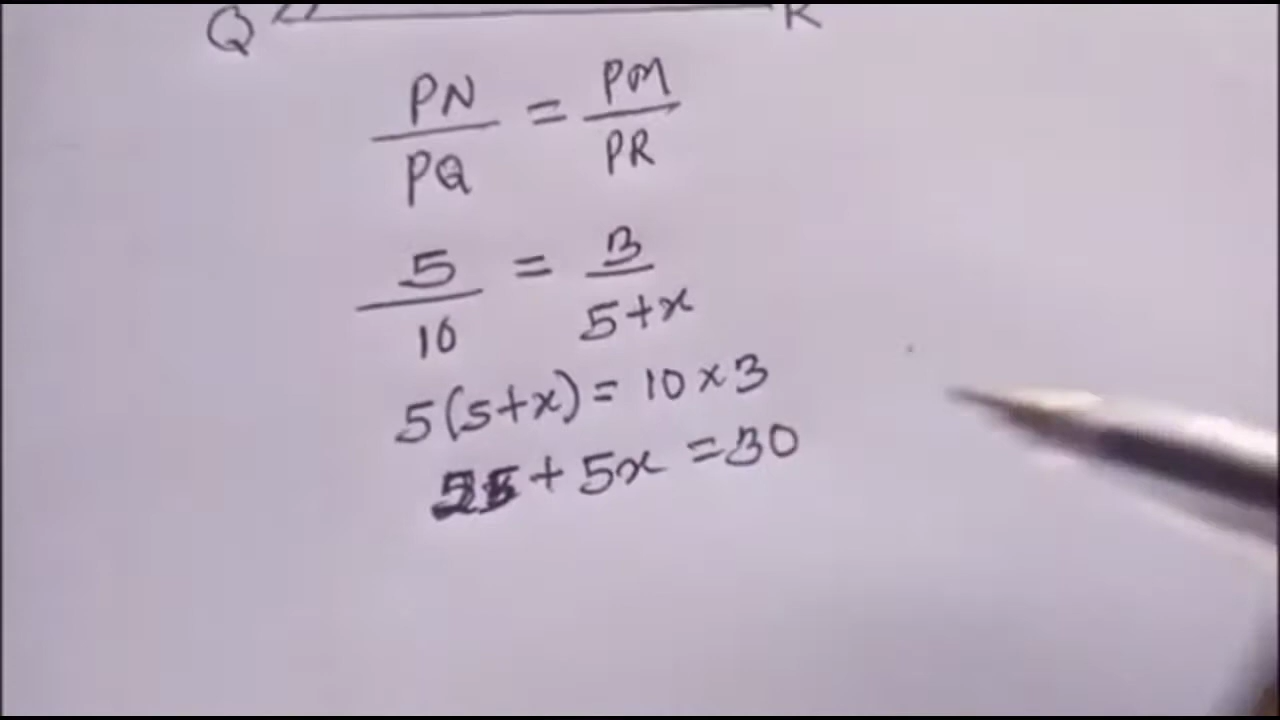 Q R
PN/PQ = PM/PR
5/10 = 3/5+x
5(5+x) = 10 × 3
25 + 5x = 30